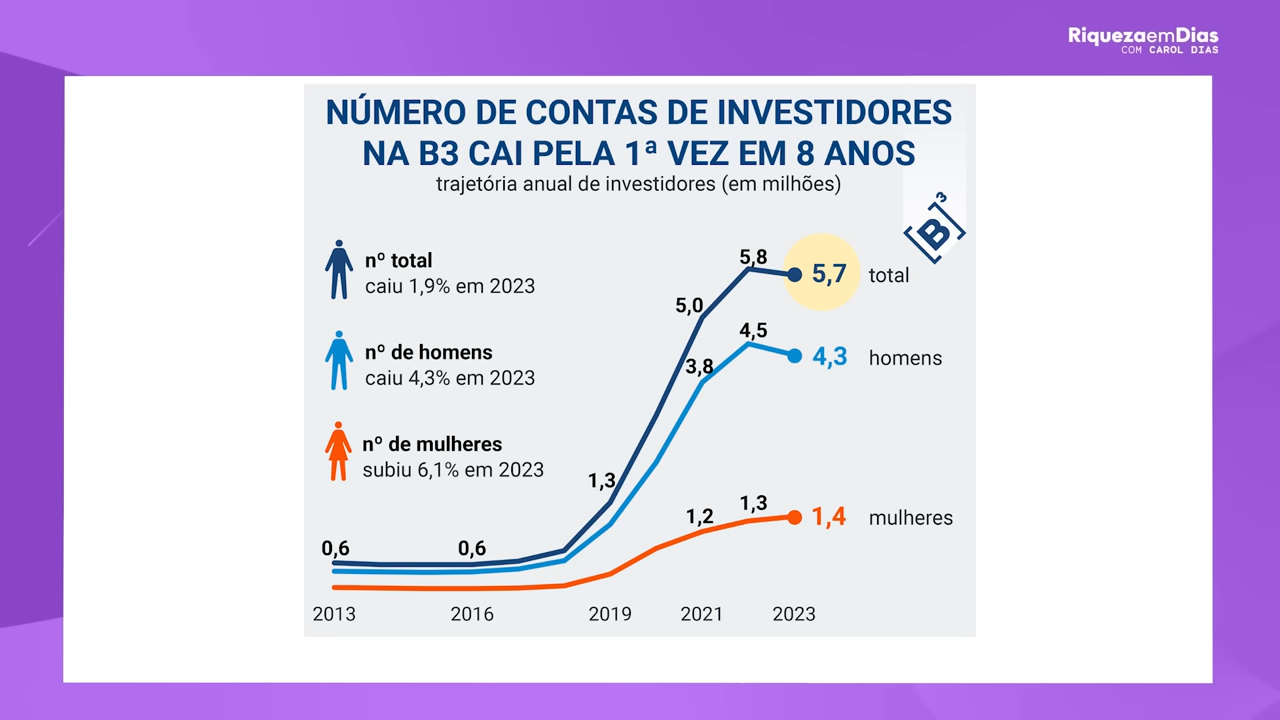 RiquezaemDias
COM CAROL DIAS
NÚMERO DE CONTAS DE INVESTIDORES
NA B3 CAI PELA 1ª VEZ EM 8 ANOS
trajetória anual de investidores (em milhões)
[B]³
nº total
caiu 1,9% em 2023
nº de homens
caiu 4,3% em 2023
nº de mulheres
subiu 6,1% em 2023
5,8
5,7 total
5,0
4,5
4,3 homens
3,8
1,3
1,2
1,3
1,4 mulheres
0,6
0,6
2013 2016 2019 2021 2023